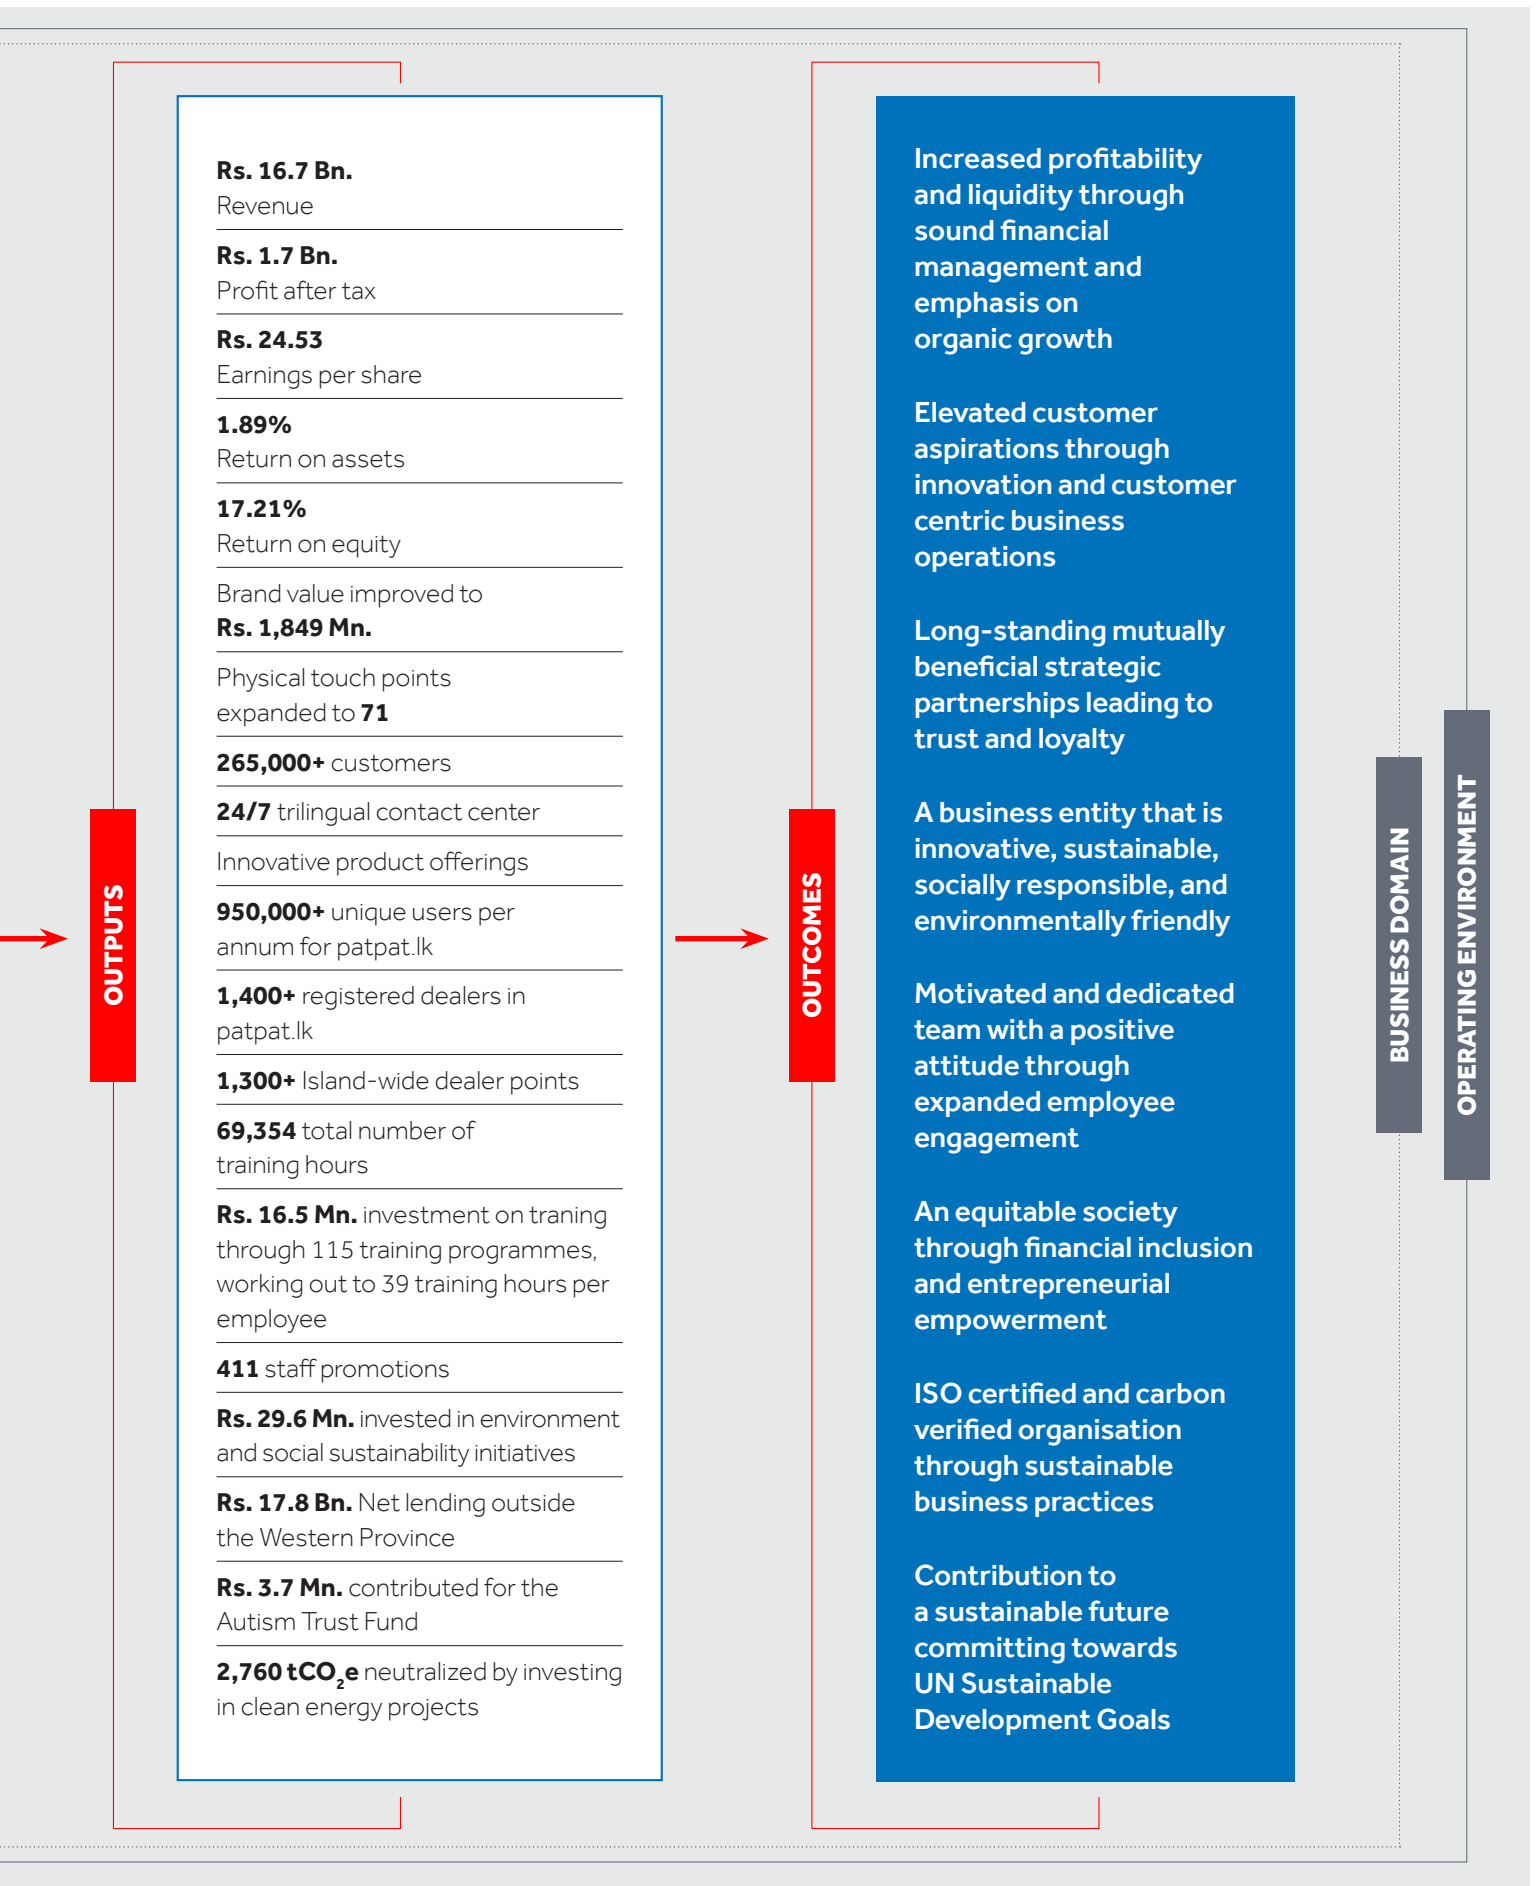 OUTPUTS
Rs. 16.7 Bn.
Revenue
Rs. 1.7 Bn.
Profit after tax
Rs. 24.53
Earnings per share
1.89%
Return on assets
17.21%
Return on equity
Brand value improved to
Rs. 1,849 Mn.
Physical touch points
expanded to 71
265,000+ customers
24/7 trilingual contact center
Innovative product offerings
950,000+ unique users per
annum for patpat.lk
1,400+ registered dealers in
patpat.lk
1,300+ Island-wide dealer points
69,354 total number of
training hours
Rs. 16.5 Mn. investment on traning
through 115 training programmes,
working out to 39 training hours per
employee
411 staff promotions
Rs. 29.6 Mn. invested in environment
and social sustainability initiatives
Rs. 17.8 Bn. Net lending outside
the Western Province
Rs. 3.7 Mn. contributed for the
Autism Trust Fund
2,760 tCO₂e neutralized by investing
in clean energy projects
OUTCOMES
Increased profitability
and liquidity through
sound financial
management and
emphasis on
organic growth
Elevated customer
aspirations through
innovation and customer
centric business
operations
Long-standing mutually
beneficial strategic
partnerships leading to
trust and loyalty
A business entity that is
innovative, sustainable,
socially responsible, and
environmentally friendly
Motivated and dedicated
team with a positive
attitude through
expanded employee
engagement
An equitable society
through financial inclusion
and entrepreneurial
empowerment
ISO certified and carbon
verified organisation
through sustainable
business practices
Contribution to
a sustainable future
committing towards
UN Sustainable
Development Goals
BUSINESS DOMAIN
OPERATING ENVIRONMENT